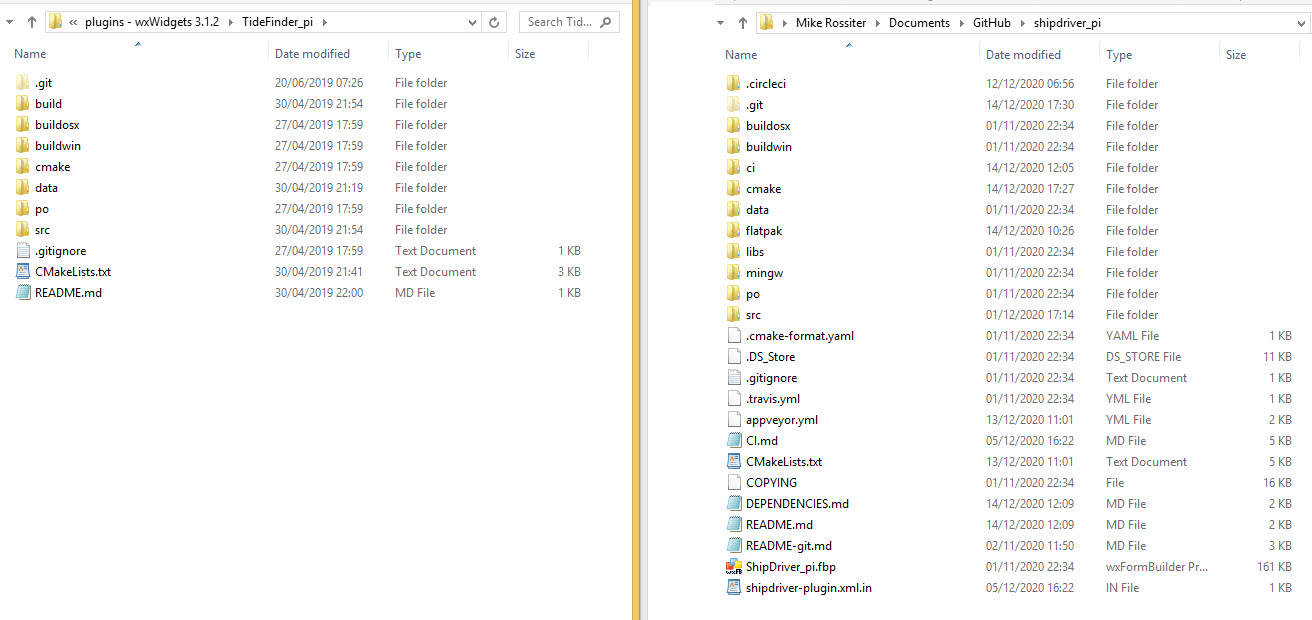 « plugins - wxWidgets 3.1.2 TideFinder_pi Search Tid...
Name Date modified Type Size
.git 20/06/2019 07:26 File folder
build 30/04/2019 21:54 File folder
buildosx 27/04/2019 17:59 File folder
buildwin 27/04/2019 17:59 File folder
cmake 27/04/2019 17:59 File folder
data 30/04/2019 21:19 File folder
po 27/04/2019 17:59 File folder
src 30/04/2019 21:54 File folder
.gitignore 27/04/2019 17:59 Text Document 1 KB
CMakeLists.txt 30/04/2019 21:41 Text Document 3 KB
README.md 30/04/2019 22:00 MD File 1 KB
Mike Rossiter Documents GitHub shipdriver_pi
Name Date modified Type Size
.circleci 12/12/2020 06:56 File folder
.git 14/12/2020 17:30 File folder
buildosx 01/11/2020 22:34 File folder
buildwin 01/11/2020 22:34 File folder
ci 14/12/2020 12:05 File folder
cmake 14/12/2020 17:27 File folder
data 01/11/2020 22:34 File folder
flatpak 14/12/2020 10:26 File folder
libs 01/11/2020 22:34 File folder
mingw 01/11/2020 22:34 File folder
po 01/11/2020 22:34 File folder
src 01/12/2020 17:14 File folder
.cmake-format.yaml 01/11/2020 22:34 YAML File 1 KB
.DS_Store 01/11/2020 22:34 DS_STORE File 11 KB
.gitignore 01/11/2020 22:34 Text Document 1 KB
.travis.yml 01/11/2020 22:34 YML File 1 KB
appveyor.yml 13/12/2020 11:01 YML File 2 KB
CI.md 05/12/2020 16:22 MD File 5 KB
CMakeLists.txt 13/12/2020 11:01 Text Document 5 KB
COPYING 01/11/2020 22:34 File 16 KB
DEPENDENCIES.md 14/12/2020 12:09 MD File 2 KB
README.md 14/12/2020 12:09 MD File 2 KB
README-git.md 02/11/2020 11:50 MD File 3 KB
ShipDriver_pi.fbp 01/11/2020 22:34 wxFormBuilder Pr... 161 KB
shipdriver-plugin.xml.in 05/12/2020 16:22 IN File 1 KB